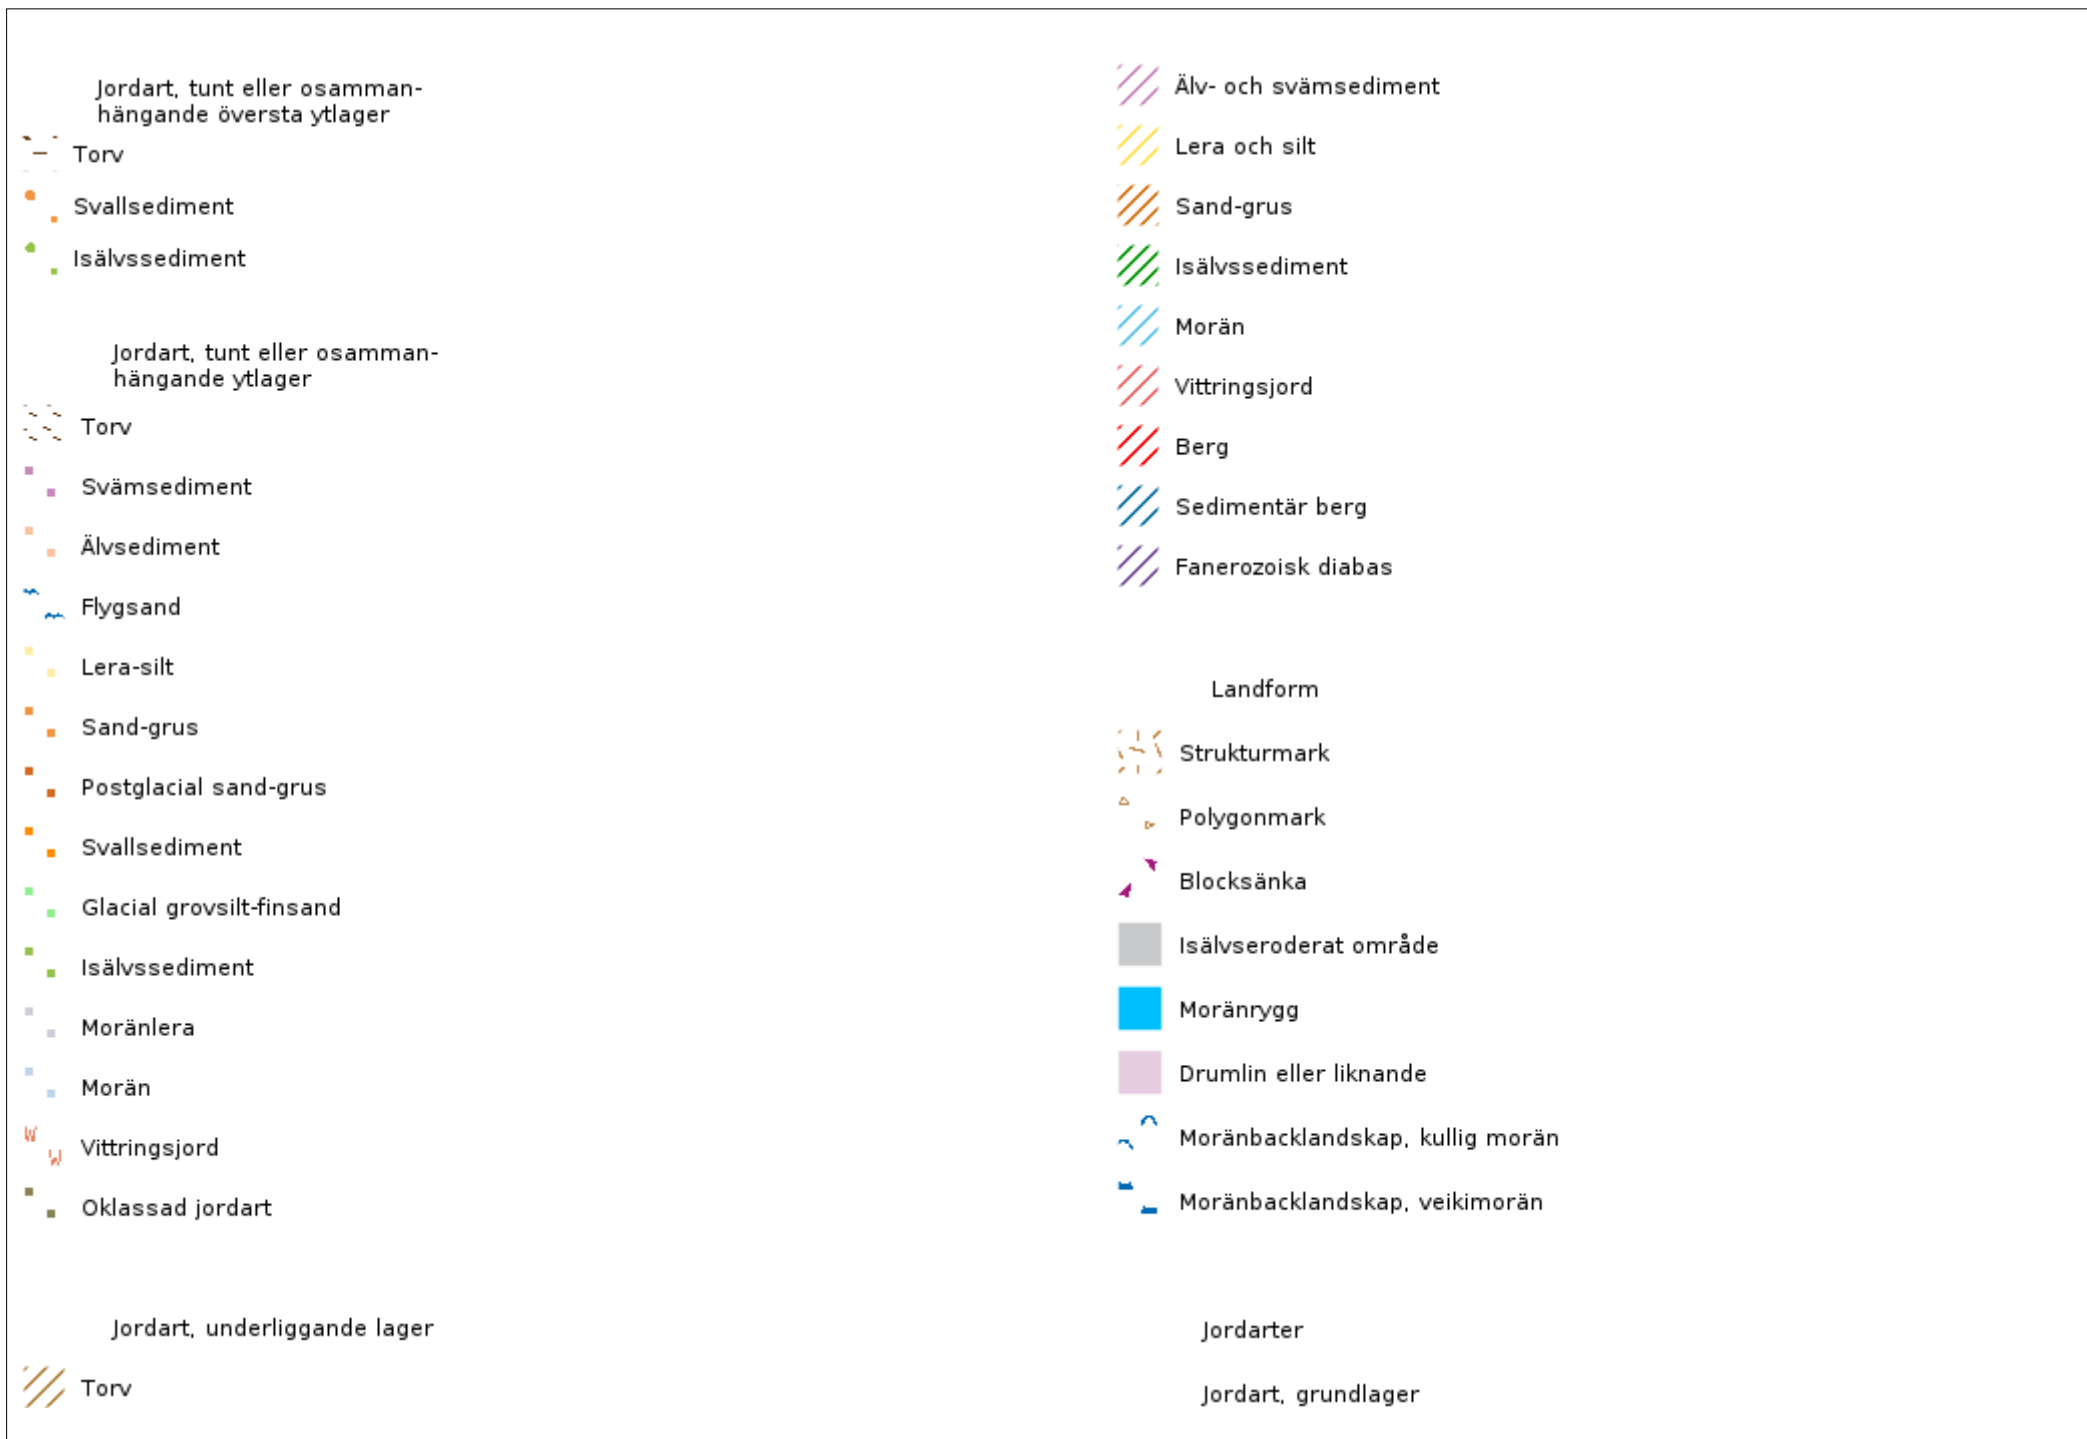 Jordart, tunt eller osamman-
hängande översta ytlager
Torv
Svallsediment
Isälvssediment
Jordart, tunt eller osamman-
hängande ytlager
Torv
Svämsediment
Älvsediment
Flygsand
Lera-silt
Sand-grus
Postglacial sand-grus
Svallsediment
Glacial grovsilt-finsand
Isälvssediment
Moränlera
Morän
Vittringsjord
Oklassad jordart
Jordart, underliggande lager
Torv
Älv- och svämsediment
Lera och silt
Sand-grus
Isälvssediment
Morän
Vittringsjord
Berg
Sedimentär berg
Fanerozoisk diabas
Landform
Strukturmark
Polygonmark
Blocksänka
Isälvseroderat område
Moränrygg
Drumlin eller liknande
Moränbacklandskap, kullig morän
Moränbacklandskap, veikimorän
Jordarter
Jordart, grundlager